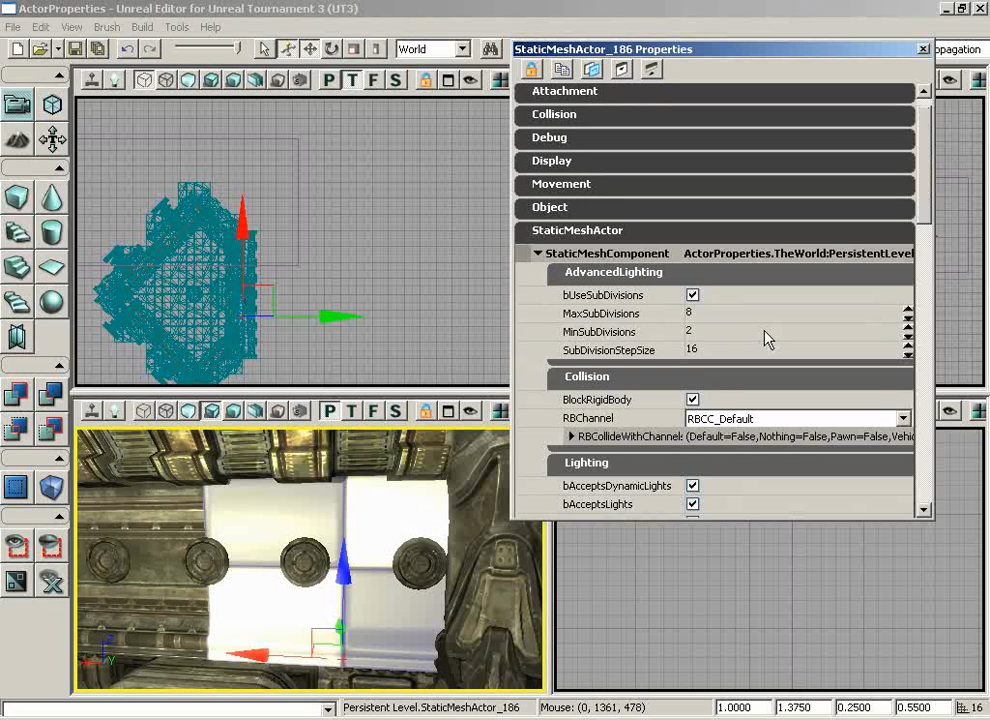 ActorProperties - Unreal Editor for Unreal Tournament 3 (UT3)
File Edit View Brush Build Tools Help
World
StaticMeshActor_186 Properties
P T F S
Attachment
Collision
Debug
Display
Movement
Object
StaticMeshActor
StaticMeshComponent ActorProperties.TheWorld:PersistentLevel
AdvancedLighting
bUseSubDivisions
MaxSubDivisions 8
MinSubDivisions 2
SubDivisionStepSize 16
Collision
BlockRigidBody
RBChannel RBCC_Default
RBCollideWithChannels (Default=False,Nothing=False,Pawn=False,Vehic
Lighting
bAcceptsDynamicLights
bAcceptsLights
P T F S
Z
X Y
Persistent Level.StaticMeshActor_186 Mouse: (0, 1361, 478) 1.0000 1.3750 0.2500 0.5500 16